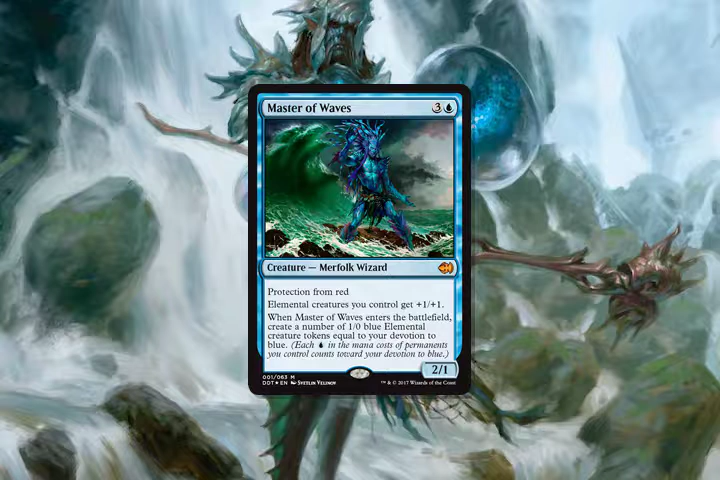 Master of Waves 3
Creature — Merfolk Wizard
Protection from red
Elemental creatures you control get +1/+1.
When Master of Waves enters the battlefield,
create a number of 1/0 blue Elemental
creature tokens equal to your devotion to
blue. (Each in the mana costs of permanents
you control counts toward your devotion to blue.)
2/1
001/063 M
DDT★EN Svetlin Velinov
™ & © 2017 Wizards of the Coast